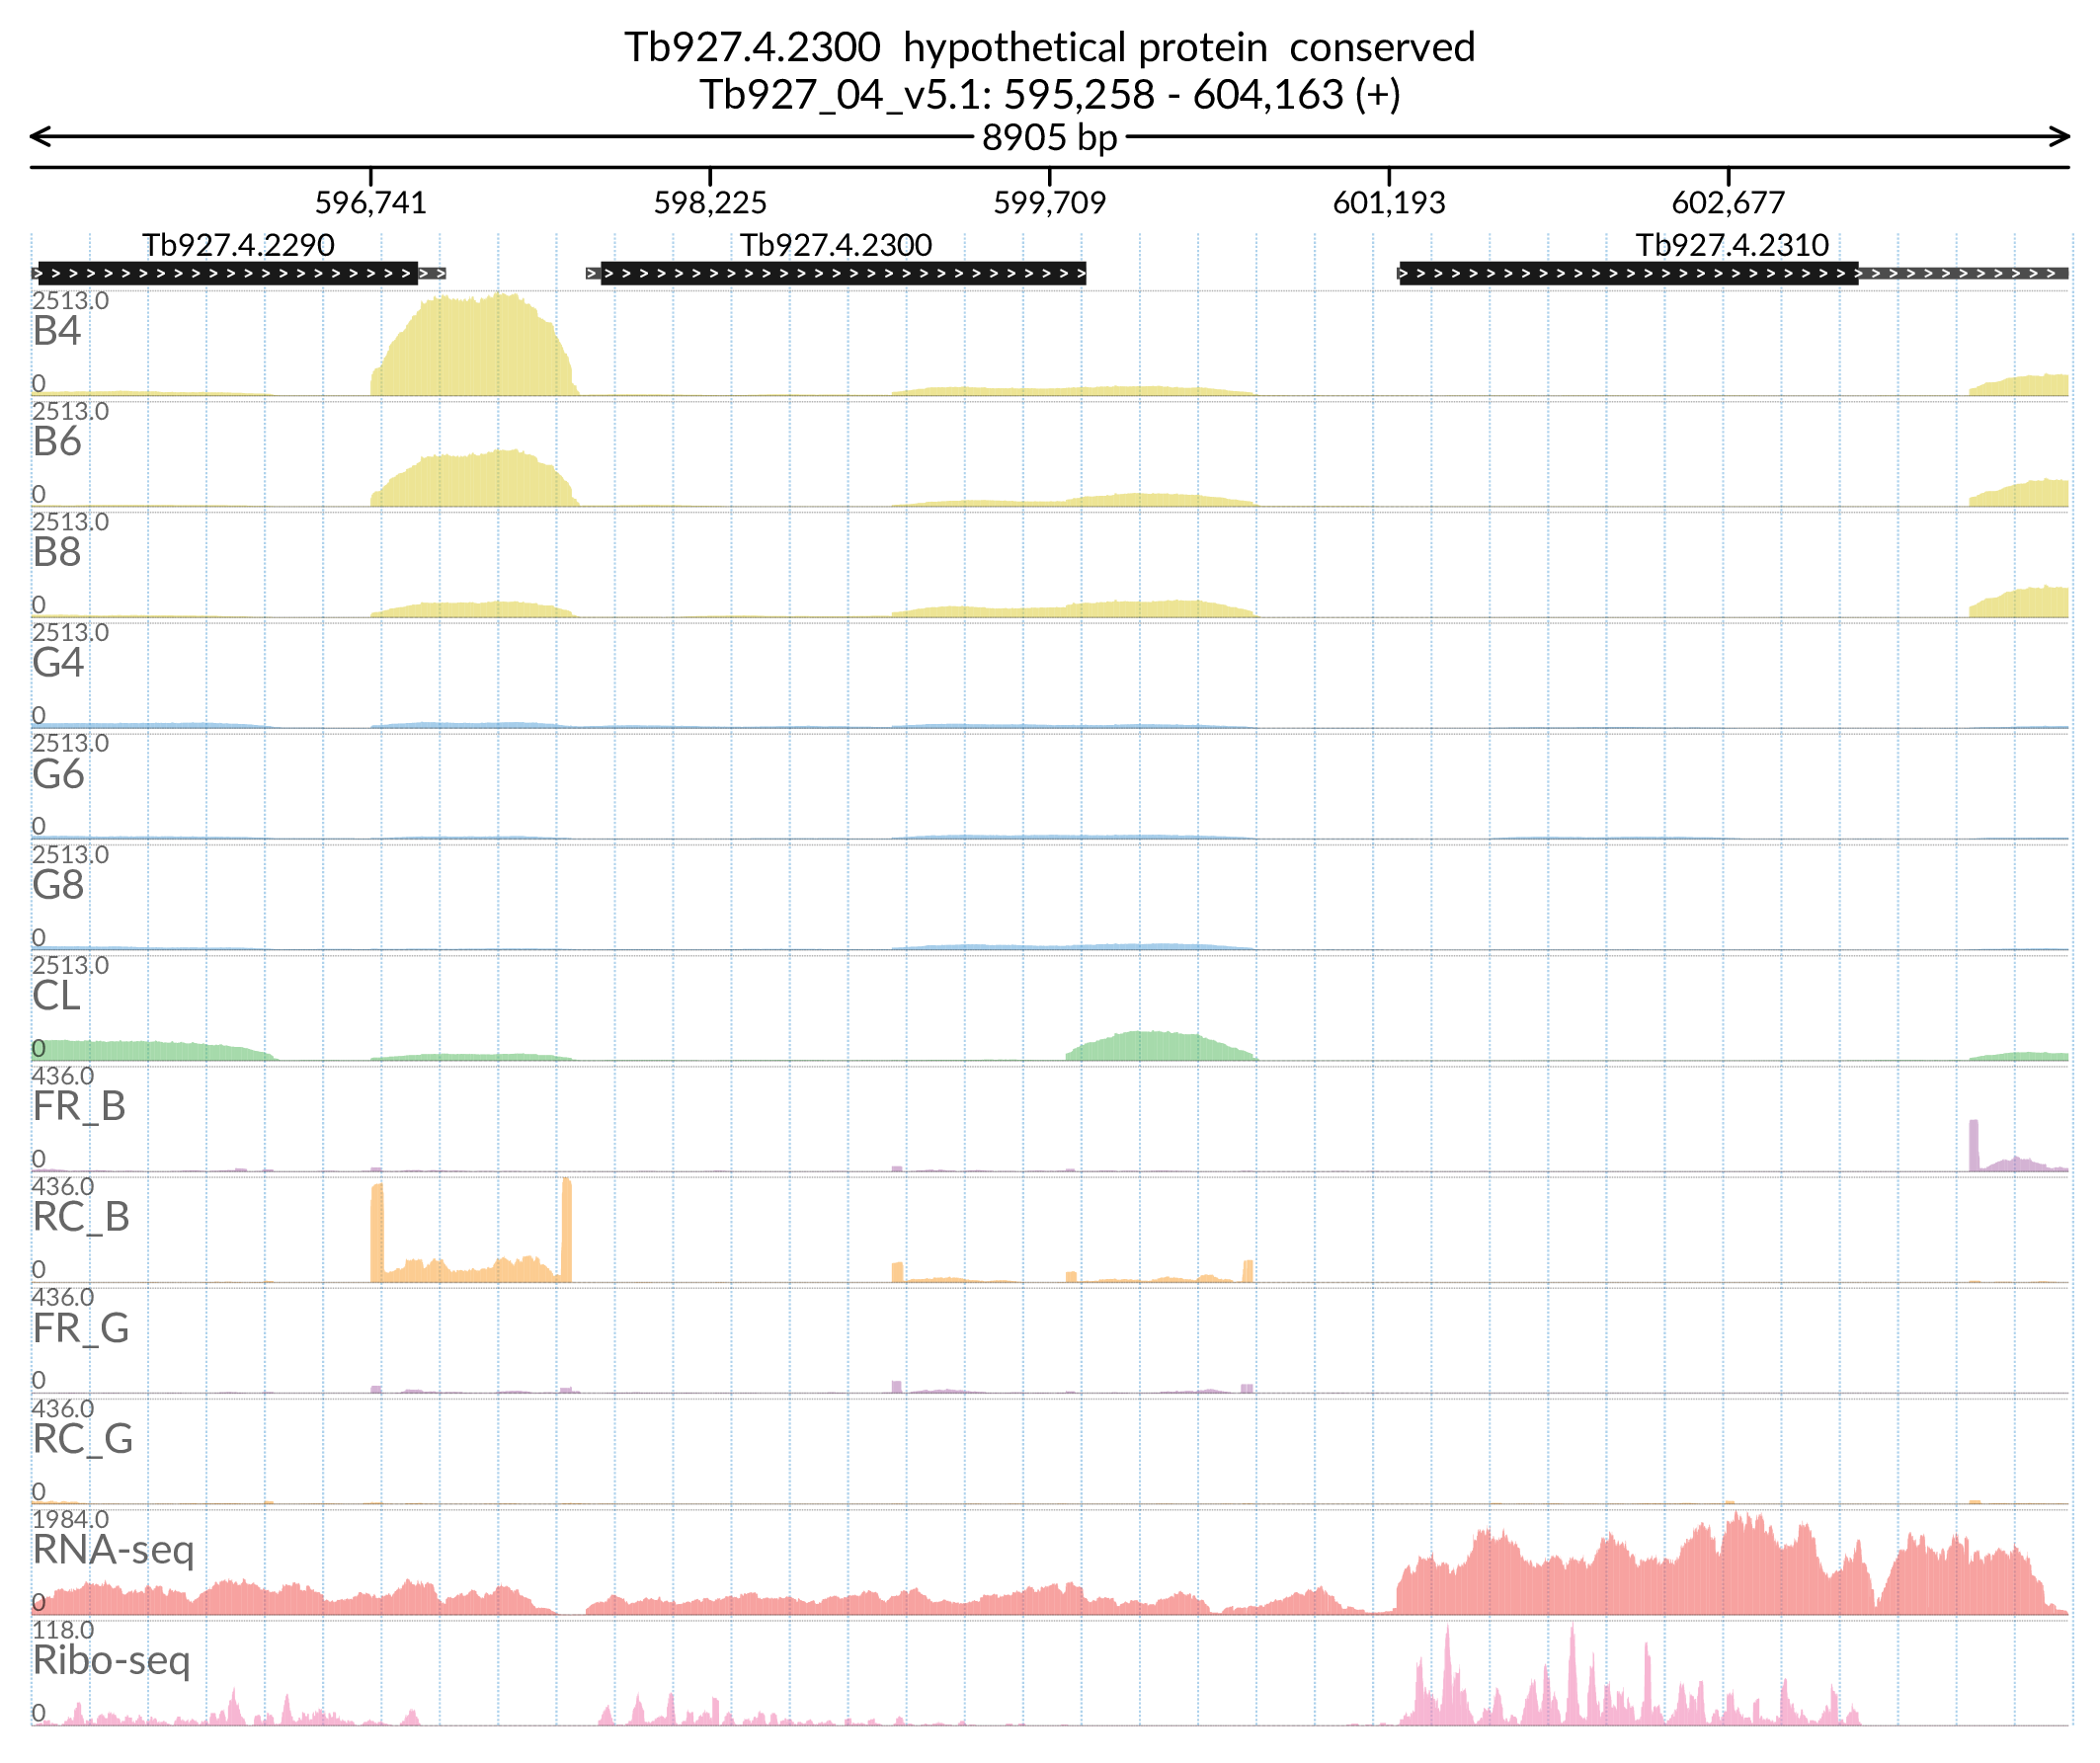 Tb927.4.2300 hypothetical protein conserved
Tb927_04_v5.1: 595,258 - 604,163 (+)
8905 bp
596,741 598,225 599,709 601,193 602,677
Tb927.4.2290 Tb927.4.2300 Tb927.4.2310
2513.0
B4
0
2513.0
B6
0
2513.0
B8
0
2513.0
G4
0
2513.0
G6
0
2513.0
G8
0
2513.0
CL
0
436.0
FR_B
0
436.0
RC_B
0
436.0
FR_G
0
436.0
RC_G
0
1984.0
RNA-seq
0
118.0
Ribo-seq
0